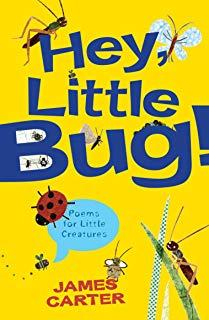 Hey,
Little
Bug!
Poems
for Little
Creatures
JAMES
CARTER